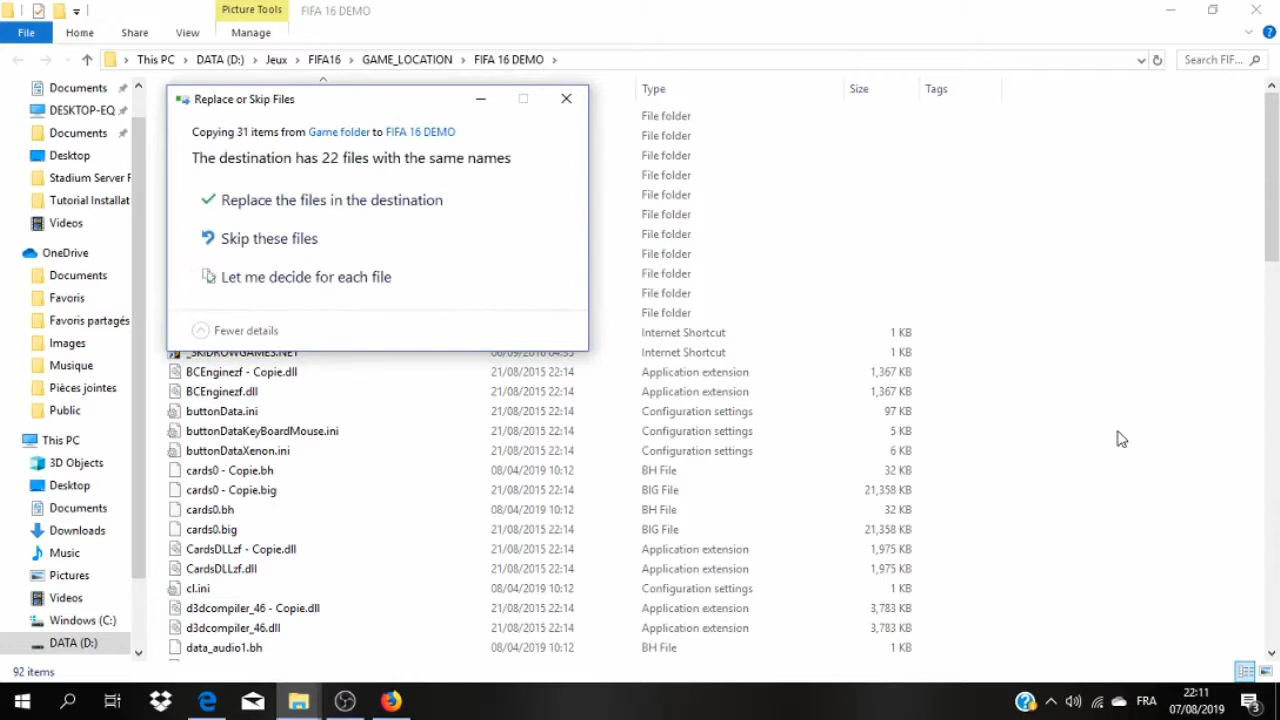 Picture Tools
FIFA 16 DEMO
File
Home
Share
View
Manage
This PC
DATA (D:)
Jeux
FIFA16
GAME_LOCATION
FIFA 16 DEMO
Search FIF...
Documents
DESKTOP-EQ
Documents
Desktop
Stadium Server F
Tutorial Installat
Videos
OneDrive
Documents
Favoris
Favoris partagés
Images
Musique
Pièces jointes
Public
This PC
3D Objects
Desktop
Documents
Downloads
Music
Pictures
Videos
Windows (C:)
DATA (D:)
Replace or Skip Files
Copying 31 items from Game folder to FIFA 16 DEMO
The destination has 22 files with the same names
Replace the files in the destination
Skip these files
Let me decide for each file
Fewer details
Type
Size
Tags
File folder
File folder
File folder
File folder
File folder
File folder
File folder
File folder
File folder
File folder
File folder
Internet Shortcut 1 KB
_SKIDROWGAMES.NET Internet Shortcut 1 KB
BCEnginezf - Copie.dll 21/08/2015 22:14 Application extension 1,367 KB
BCEnginezf.dll 21/08/2015 22:14 Application extension 1,367 KB
buttonData.ini 21/08/2015 22:14 Configuration settings 97 KB
buttonDataKeyBoardMouse.ini 21/08/2015 22:14 Configuration settings 5 KB
buttonDataXenon.ini 21/08/2015 22:14 Configuration settings 6 KB
cards0 - Copie.bh 08/04/2019 10:12 BH File 32 KB
cards0 - Copie.big 21/08/2015 22:14 BIG File 21,358 KB
cards0.bh 08/04/2019 10:12 BH File 32 KB
cards0.big 21/08/2015 22:14 BIG File 21,358 KB
CardsDLLzf - Copie.dll 21/08/2015 22:14 Application extension 1,975 KB
CardsDLLzf.dll 21/08/2015 22:14 Application extension 1,975 KB
cl.ini 08/04/2019 10:12 Configuration settings 1 KB
d3dcompiler_46 - Copie.dll 21/08/2015 22:14 Application extension 3,783 KB
d3dcompiler_46.dll 21/08/2015 22:14 Application extension 3,783 KB
data_audio1.bh 08/04/2019 10:12 BH File 1 KB
92 items
FRA
22:11
07/08/2019
3